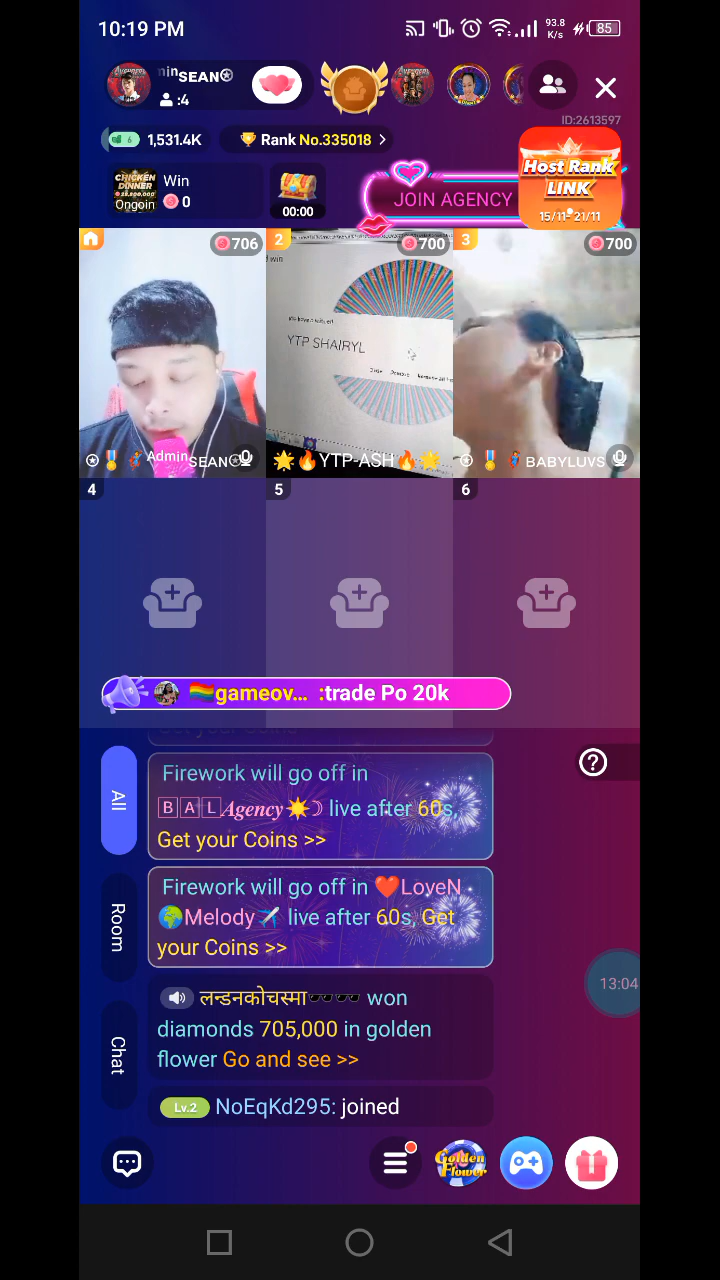 10:19 PM
93.8
K/s
85
SEAN✪
:4
ID:2613597
6
1,531.4K
Rank No.335018 >
CHICKEN
DINNER
Ongoin
Win
0
00:00
JOIN AGENCY
Host Rank
LINK
15/11-21/11
706
2
700
3
700
YTP SHAIRYL
Admin SEAN
🌟🔥YTP-ASH🔥🌟
BABYLUVS
4
5
6
🏳️‍🌈gameov... :trade Po 20k
All
Room
Chat
Firework will go off in
🄱🄰🄻𝑨𝒈𝒆𝒏𝒄𝒚☀️☽ live after 60s,
Get your Coins >>
Firework will go off in ❤️LoveN
🌍Melody✈️ live after 60s, Get
your Coins >>
लन्डनकोचस्मा🕶️🕶️ won
diamonds 705,000 in golden
flower Go and see >>
Lv.2 NoEqKd295: joined
13:04
Golden
Flower